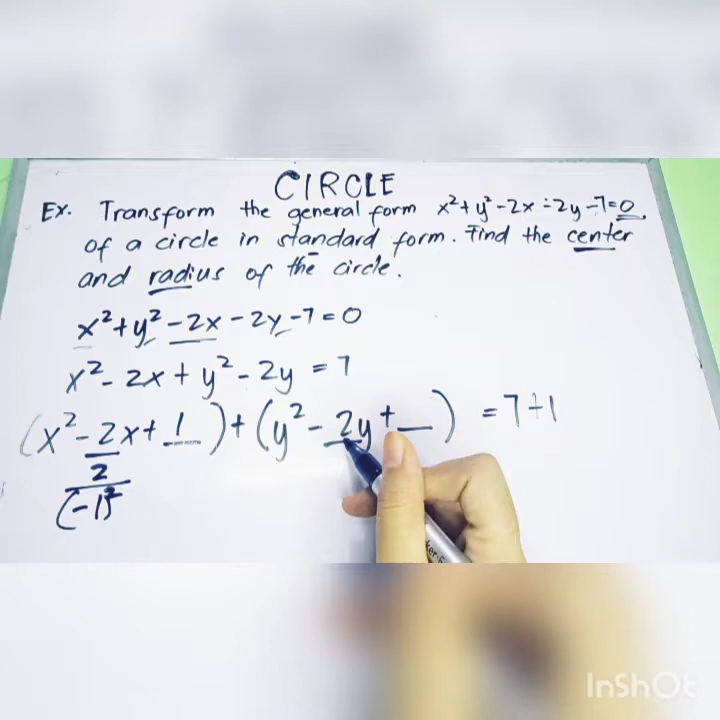 CIRCLE
Ex. Transform the general form x²+y²-2x-2y-7=0
of a circle in standard form. Find the center
and radius of the circle.
x²+y²-2x-2y-7=0
x²-2x+y²-2y=7
(x²-2x+1)+(y²-2y+_)=7+1
2
(-1)²
InShOt